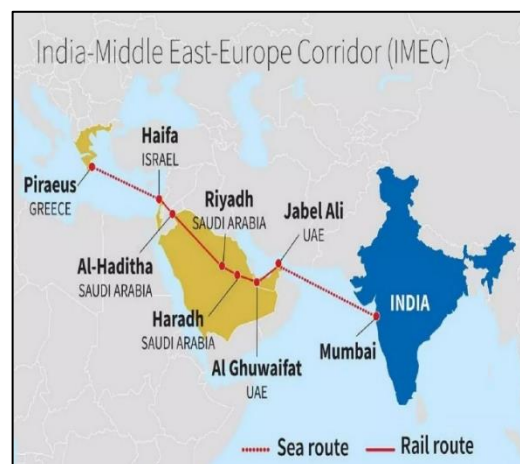 India-Middle East-Europe Corridor (IMEC)
Haifa
ISRAEL
Piraeus
GREECE
Riyadh
SAUDI ARABIA
Jabel Ali
UAE
Al-Haditha
SAUDI ARABIA
INDIA
Haradh
SAUDI ARABIA
Mumbai
Al Ghuwaifat
UAE
Sea route
Rail route